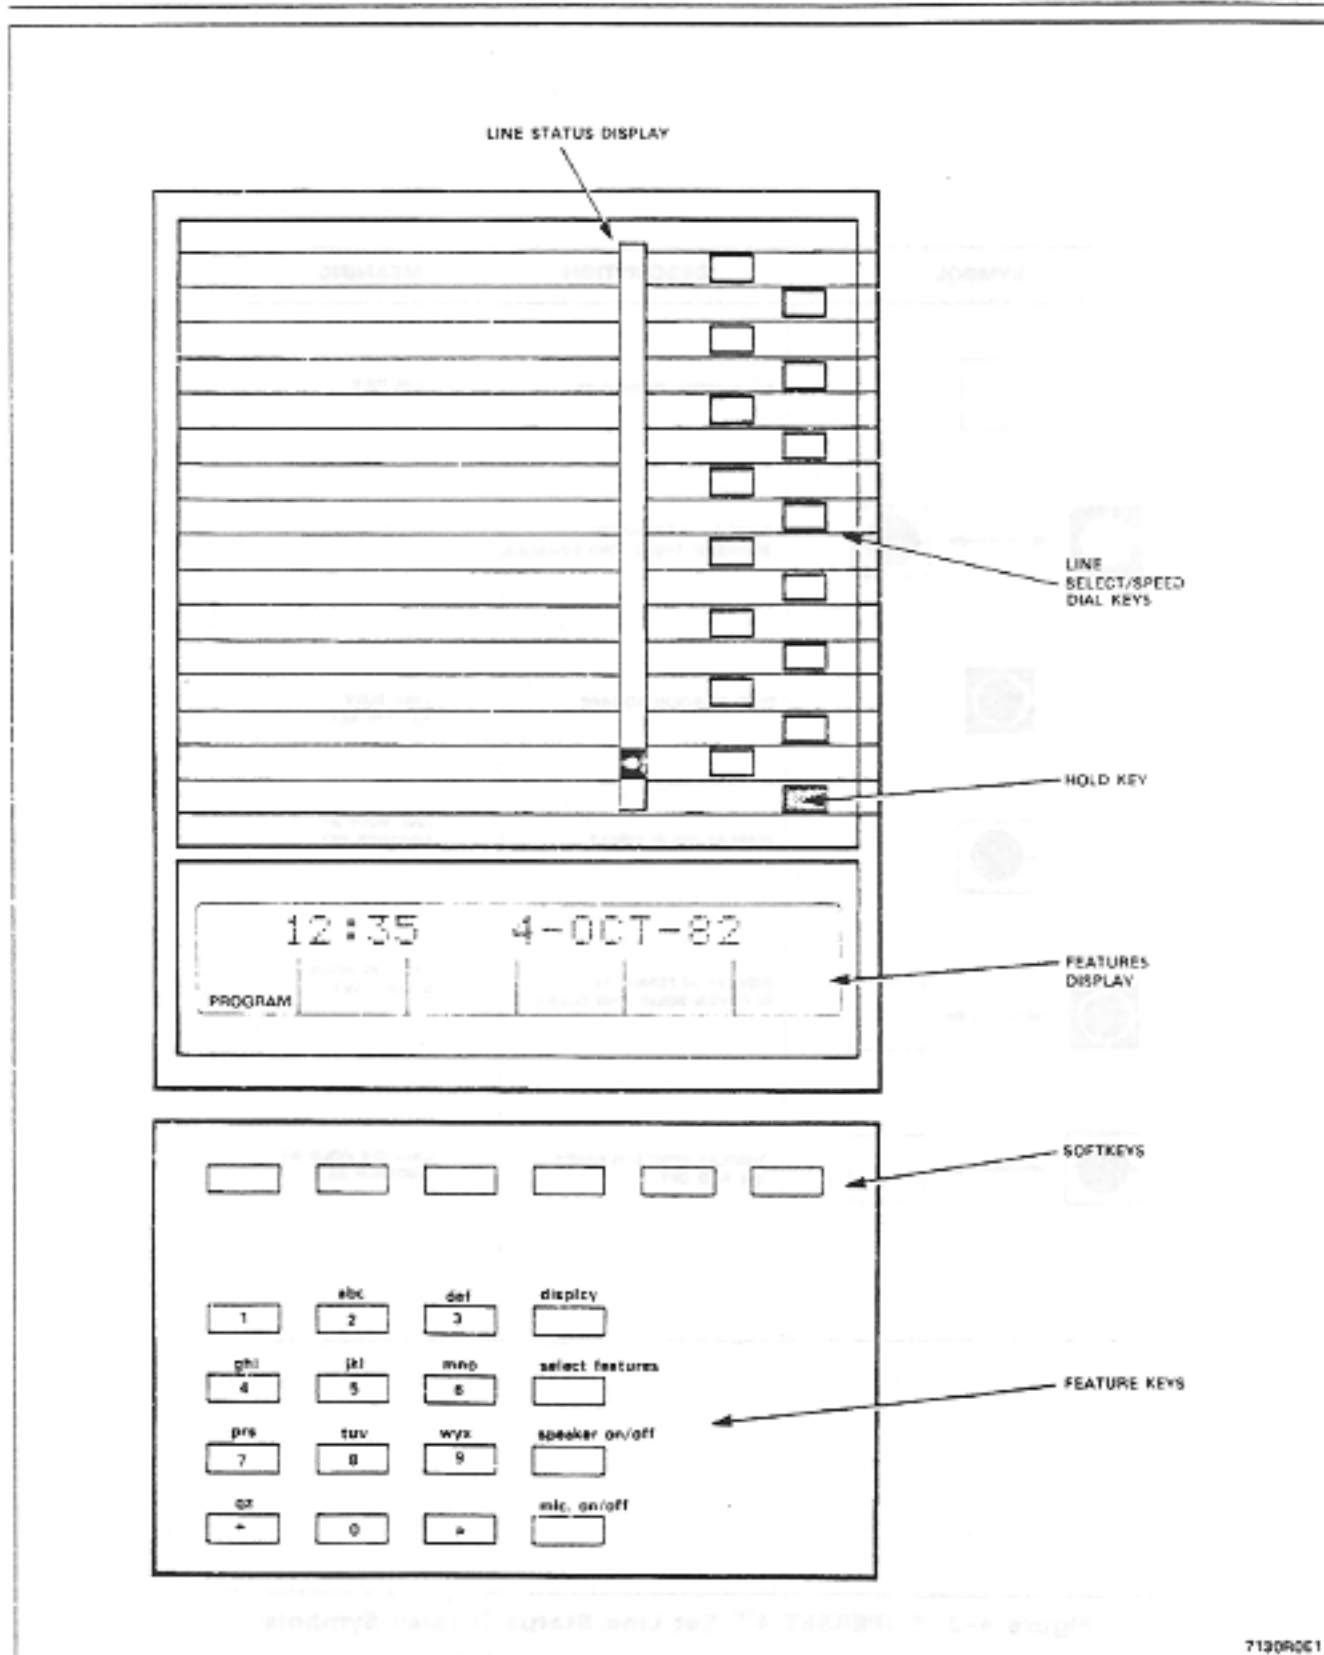 LINE STATUS DISPLAY
LINE
SELECT/SPEED
DIAL KEYS
HOLD KEY
12:35 4-OCT-82
PROGRAM
FEATURES
DISPLAY
SOFTKEYS
abc def display
1 2 3
ghi jkl mno select features
4 5 6
FEATURE KEYS
prs tuv wyx speaker on/off
7 8 9
qz mic. on/off
0
7130R0E1